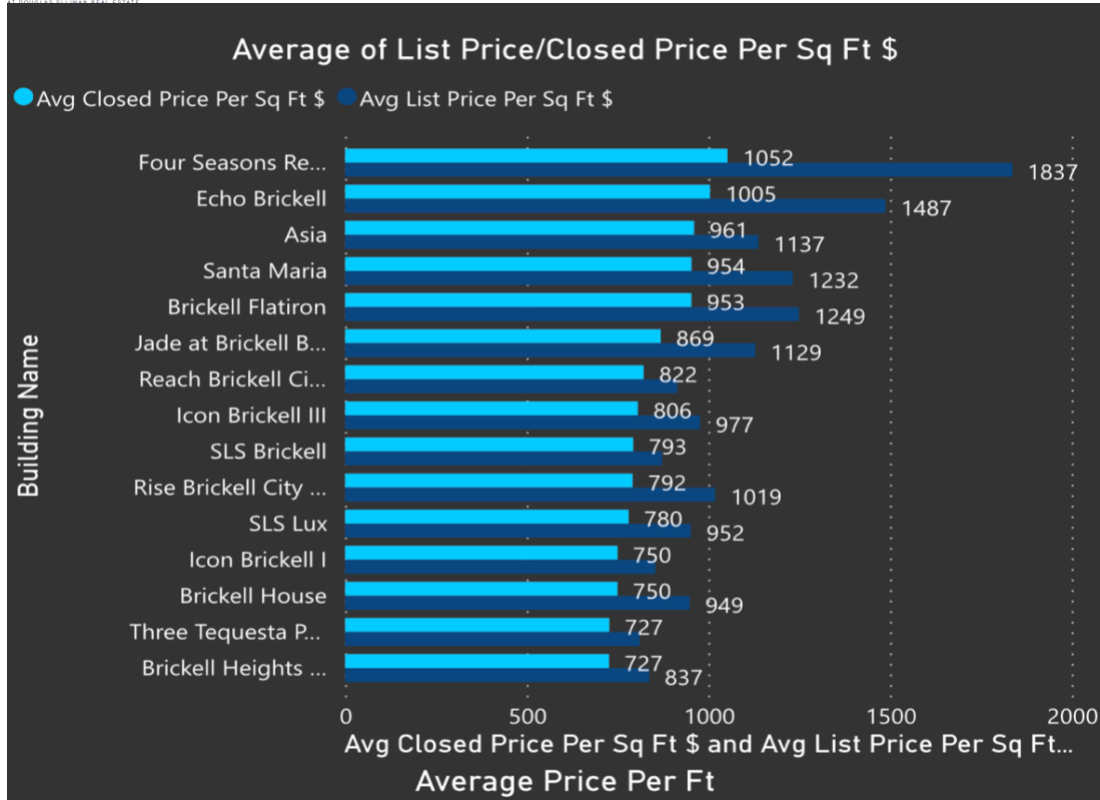 AT DOUGLAS ELLIMAN REAL ESTATE
Average of List Price/Closed Price Per Sq Ft $
Avg Closed Price Per Sq Ft $ Avg List Price Per Sq Ft $
Building Name
Four Seasons Re... 1052 1837
Echo Brickell 1005 1487
Asia 961 1137
Santa Maria 954 1232
Brickell Flatiron 953 1249
Jade at Brickell B... 869 1129
Reach Brickell Ci... 822
Icon Brickell III 806 977
SLS Brickell 793
Rise Brickell City ... 792 1019
SLS Lux 780 952
Icon Brickell I 750
Brickell House 750 949
Three Tequesta P... 727
Brickell Heights ... 727 837
0 500 1000 1500 2000
Avg Closed Price Per Sq Ft $ and Avg List Price Per Sq Ft...
Average Price Per Ft